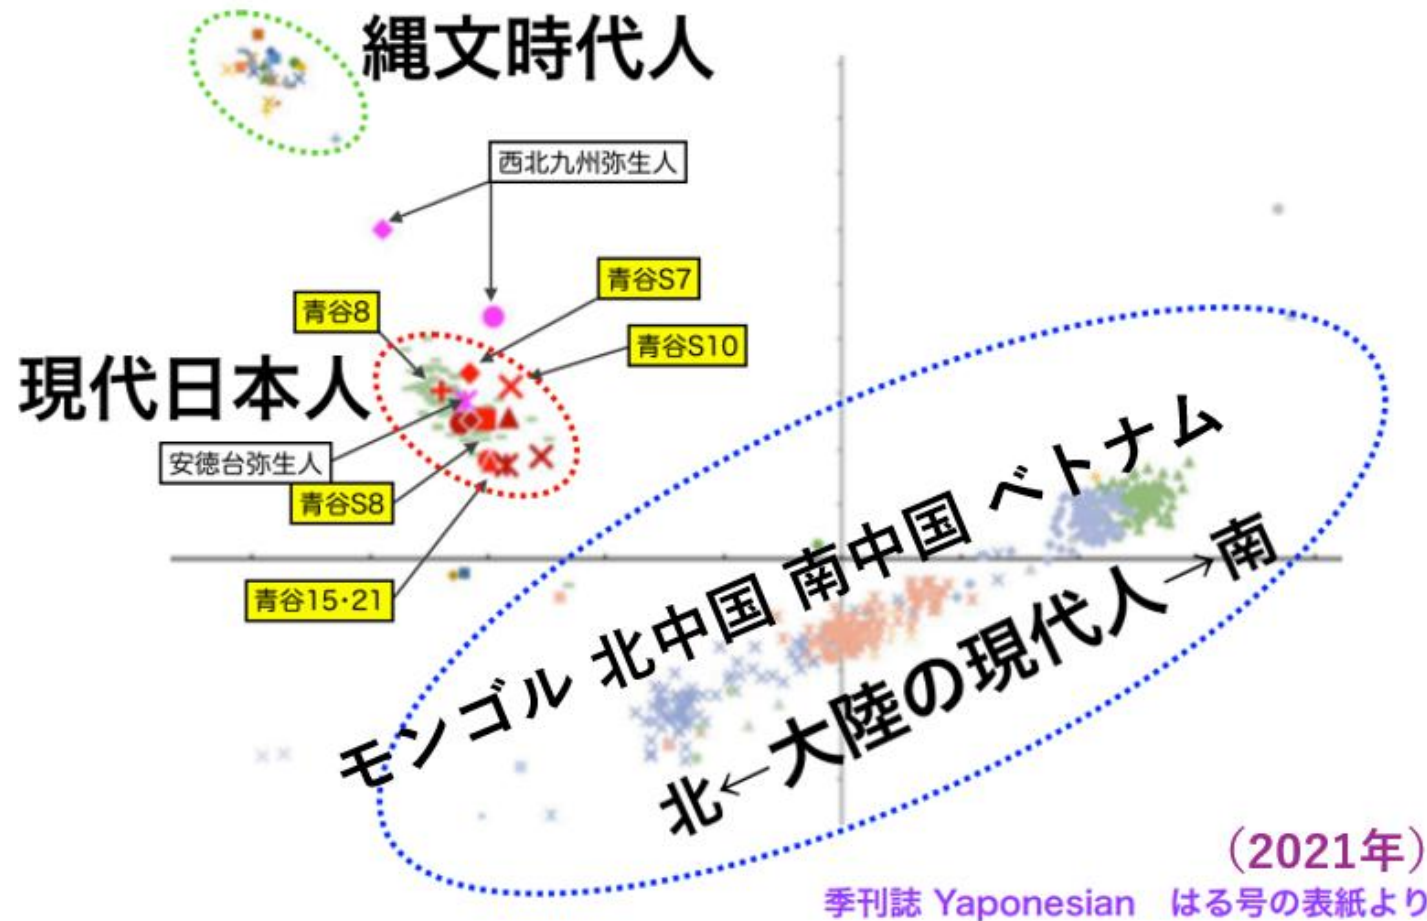 縄文時代人
西北九州弥生人
青谷S7
青谷8
青谷S10
現代日本人
安徳台弥生人
青谷S8
青谷15・21
モンゴル 北中国 南中国 ベトナム
北←大陸の現代人→南
（2021年）
季刊誌 Yaponesian　はる号の表紙より